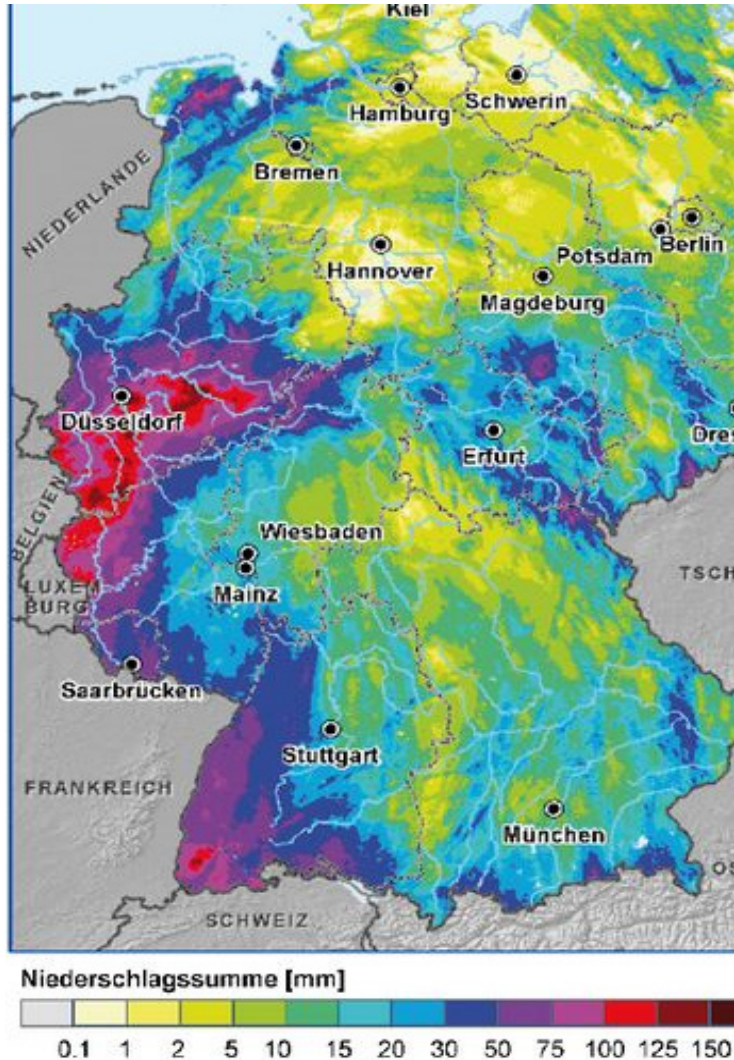 Kiel
Hamburg
Schwerin
Bremen
NIEDERLANDE
Hannover
Potsdam
Berlin
Magdeburg
Düsseldorf
Erfurt
Dres
BELGIEN
Wiesbaden
Mainz
LUXEM
BURG
TSCH
Saarbrücken
Stuttgart
FRANKREICH
München
ÖS
SCHWEIZ
Niederschlagssumme [mm]
0.1 1 2 5 10 15 20 30 50 75 100 125 150